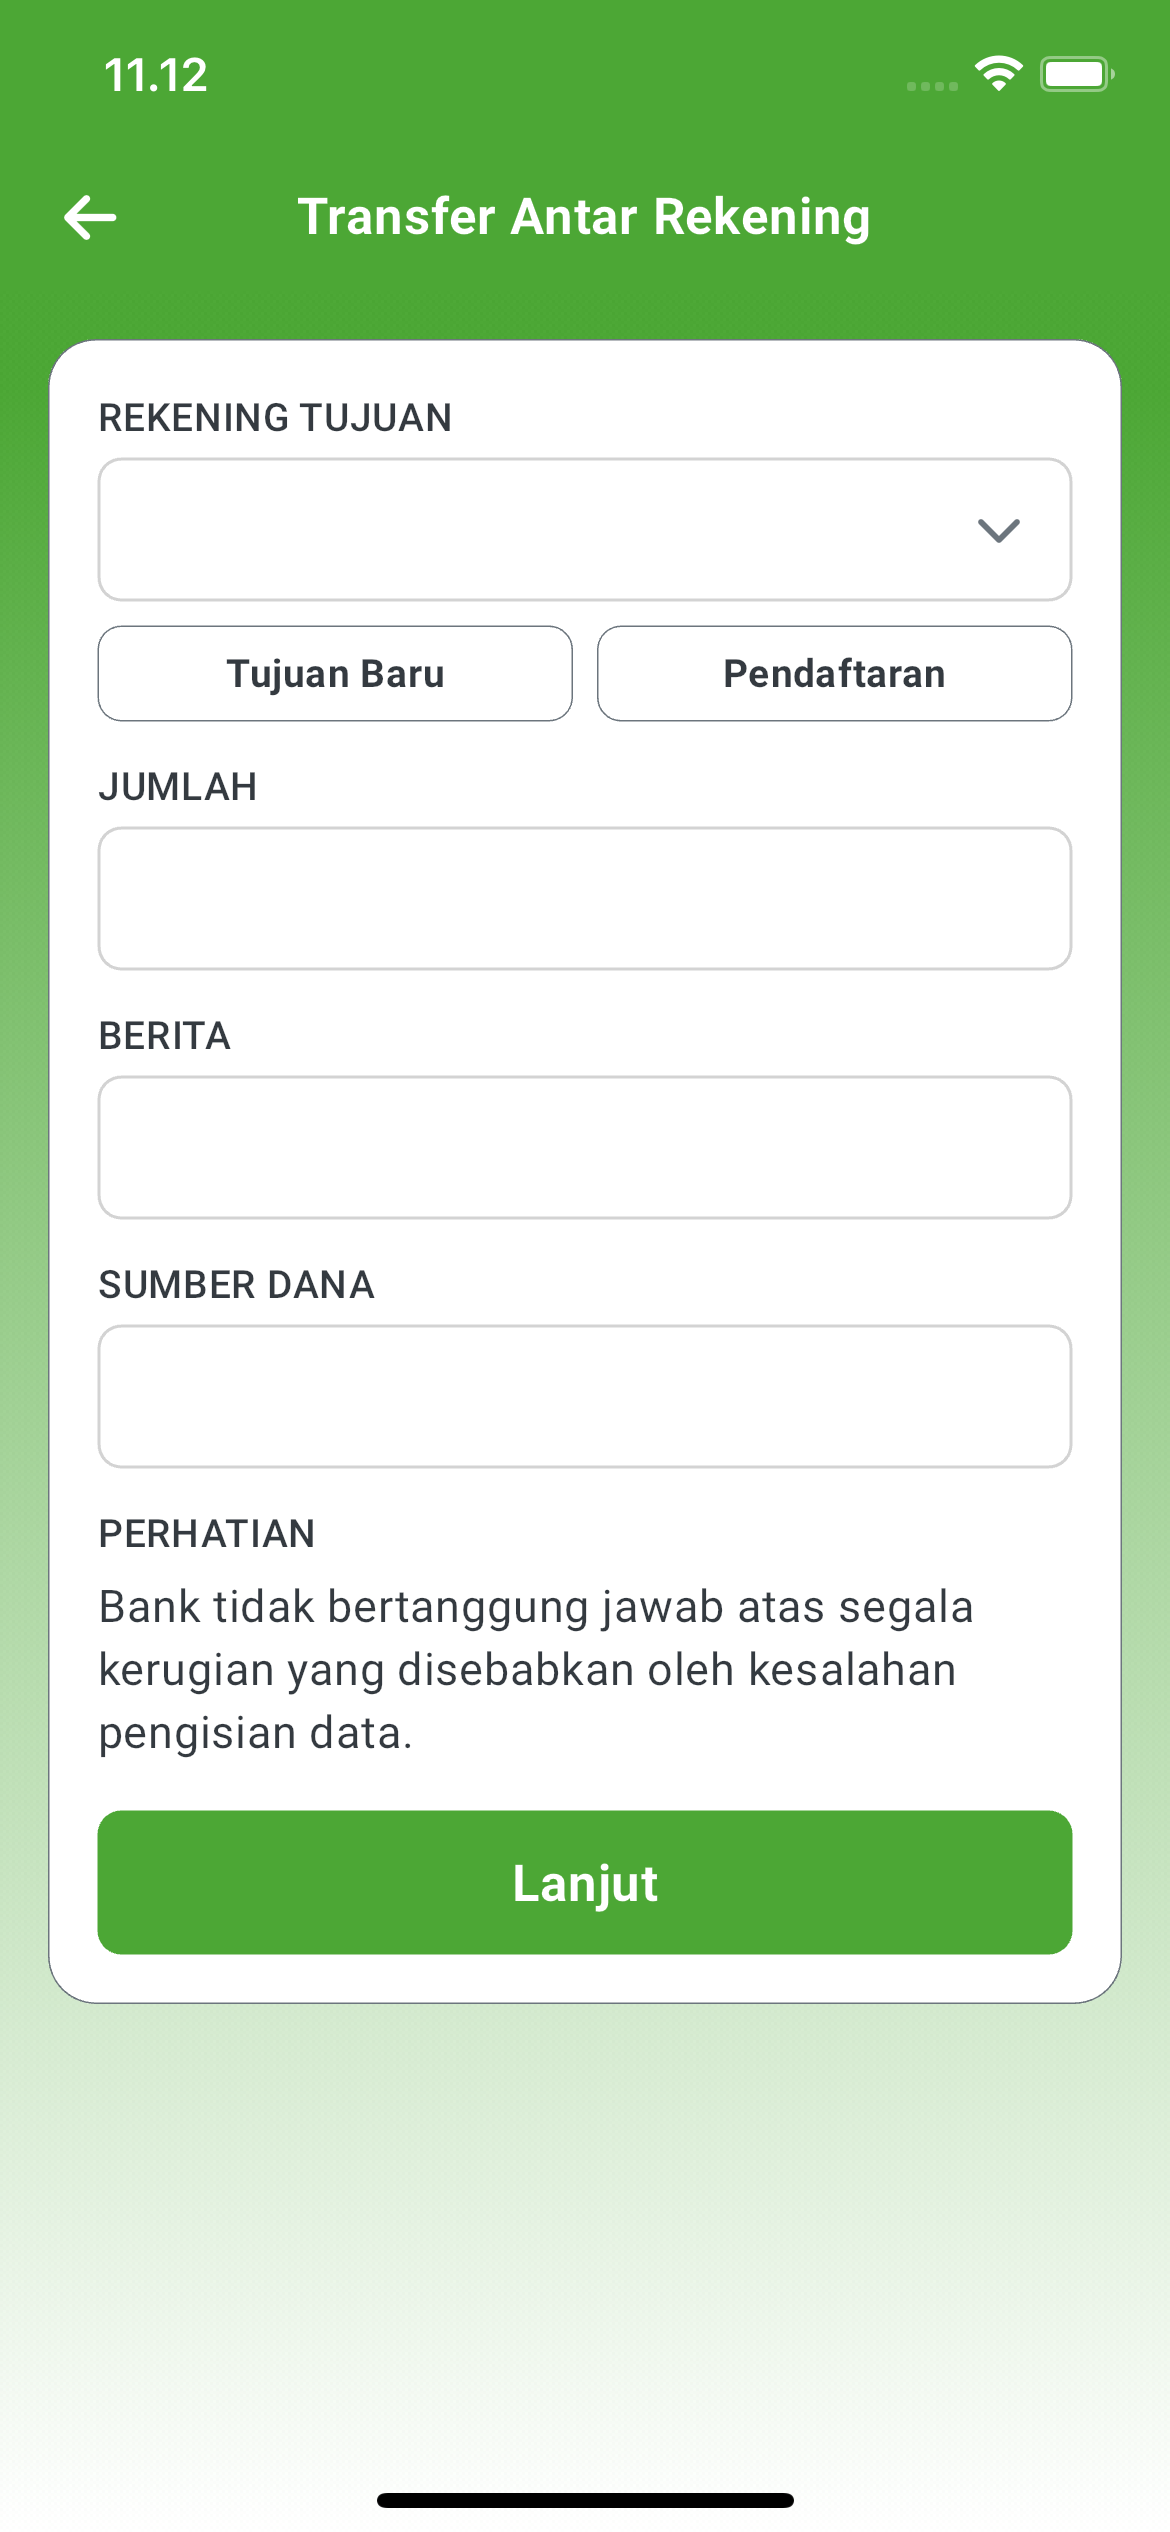 11.12
Transfer Antar Rekening
REKENING TUJUAN
Tujuan Baru
Pendaftaran
JUMLAH
BERITA
SUMBER DANA
PERHATIAN
Bank tidak bertanggung jawab atas segala
kerugian yang disebabkan oleh kesalahan
pengisian data.
Lanjut